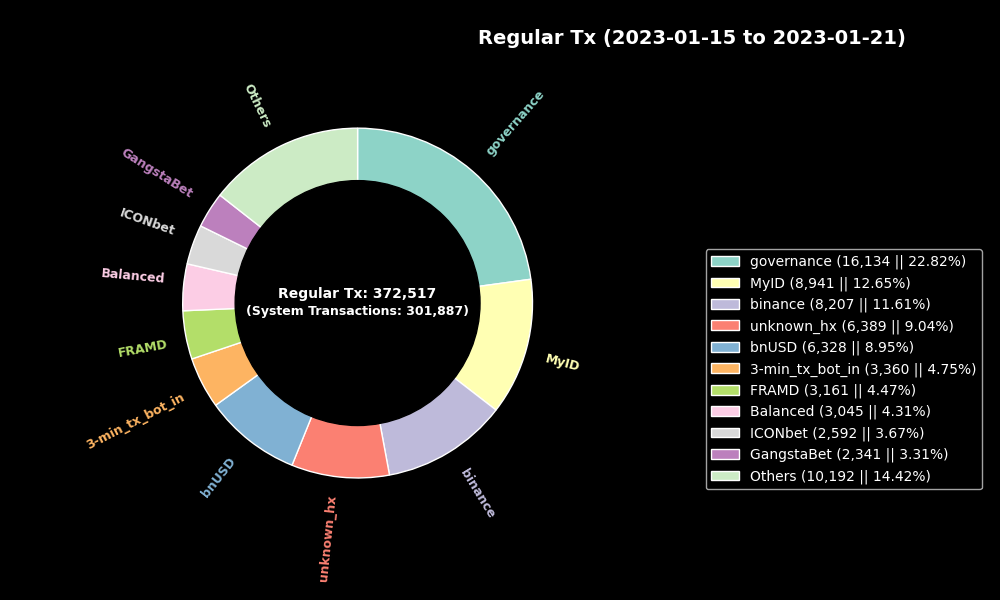 Regular Tx (2023-01-15 to 2023-01-21)
governance
Others
GangstaBet
ICONbet
Balanced
FRAMD
3-min_tx_bot_in
bnUSD
unknown_hx
binance
MyID
Regular Tx: 372,517
(System Transactions: 301,887)
governance (16,134 || 22.82%)
MyID (8,941 || 12.65%)
binance (8,207 || 11.61%)
unknown_hx (6,389 || 9.04%)
bnUSD (6,328 || 8.95%)
3-min_tx_bot_in (3,360 || 4.75%)
FRAMD (3,161 || 4.47%)
Balanced (3,045 || 4.31%)
ICONbet (2,592 || 3.67%)
GangstaBet (2,341 || 3.31%)
Others (10,192 || 14.42%)